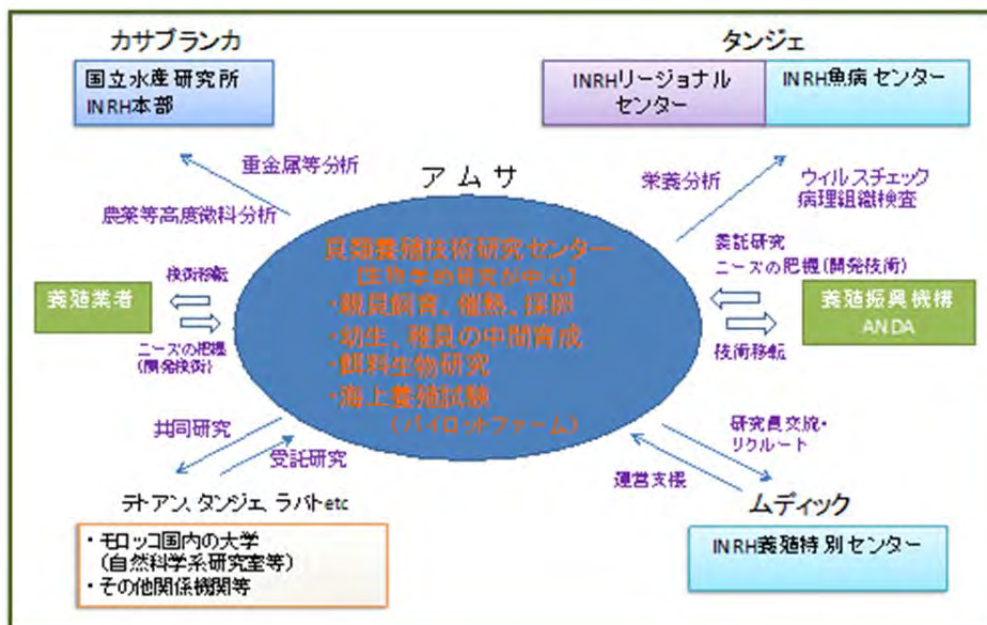 カサブランカ
国立水産研究所
INRH本部
タンジェ
INRHリージョナル
センター
INRH魚病センター
重金属等分析
農薬等高度微料分析
アムサ
栄養分析
ウィルスチェック
病理組織検査
貝類養殖技術研究センター
【生物学的研究が中心】
・親貝飼育、催熟、採卵
・幼生、稚貝の中間育成
・餌料生物研究
・海上養殖試験
(パイロットファーム)
養殖業者
技術移転
ニーズの把握
(開発技術)
委託研究
ニーズの把握(開発技術)
養殖振興機構
ANDA
技術移転
共同研究
受託研究
研究員交流・
リクルート
運営支援
テトアン、タンジェ、ラバトetc
・モロッコ国内の大学
(自然科学系研究室等)
・その他関係機関等
ムディック
INRH養殖特別センター